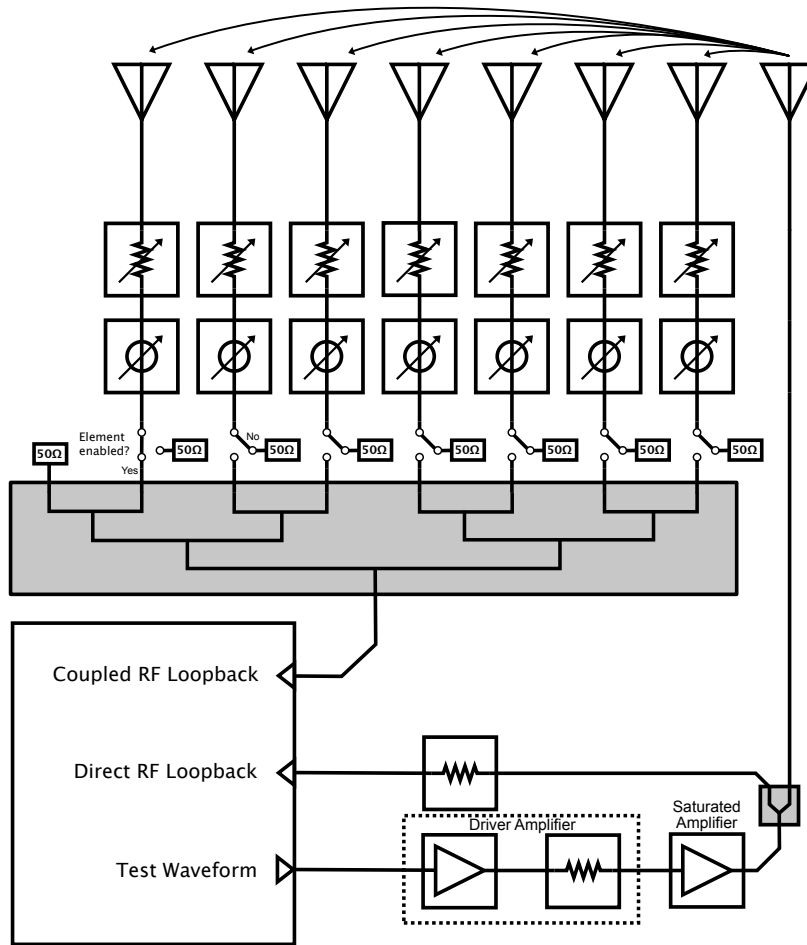 Element
enabled?
No
50Ω
50Ω
50Ω
50Ω
50Ω
50Ω
50Ω
50Ω
Yes
Coupled RF Loopback
Direct RF Loopback
Saturated
Amplifier
Driver Amplifier
Test Waveform